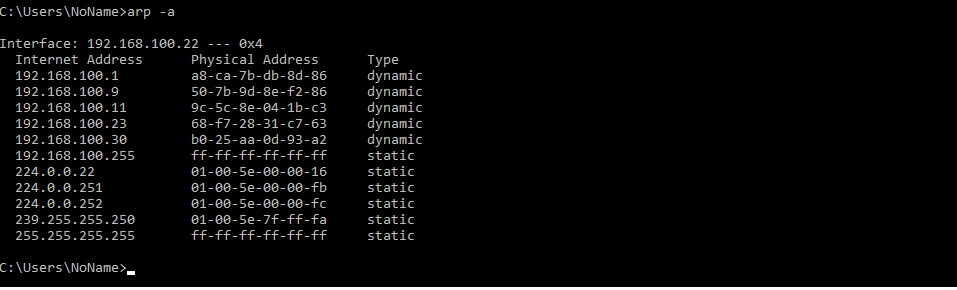 C:\Users\NoName>arp -a
Interface: 192.168.100.22 --- 0x4
  Internet Address      Physical Address      Type
  192.168.100.1         a8-ca-7b-db-8d-86     dynamic
  192.168.100.9         50-7b-9d-8e-f2-86     dynamic
  192.168.100.11        9c-5c-8e-04-1b-c3     dynamic
  192.168.100.23        68-f7-28-31-c7-63     dynamic
  192.168.100.30        b0-25-aa-0d-93-a2     dynamic
  192.168.100.255       ff-ff-ff-ff-ff-ff     static
  224.0.0.22            01-00-5e-00-00-16     static
  224.0.0.251           01-00-5e-00-00-fb     static
  224.0.0.252           01-00-5e-00-00-fc     static
  239.255.255.250       01-00-5e-7f-ff-fa     static
  255.255.255.255       ff-ff-ff-ff-ff-ff     static
C:\Users\NoName>